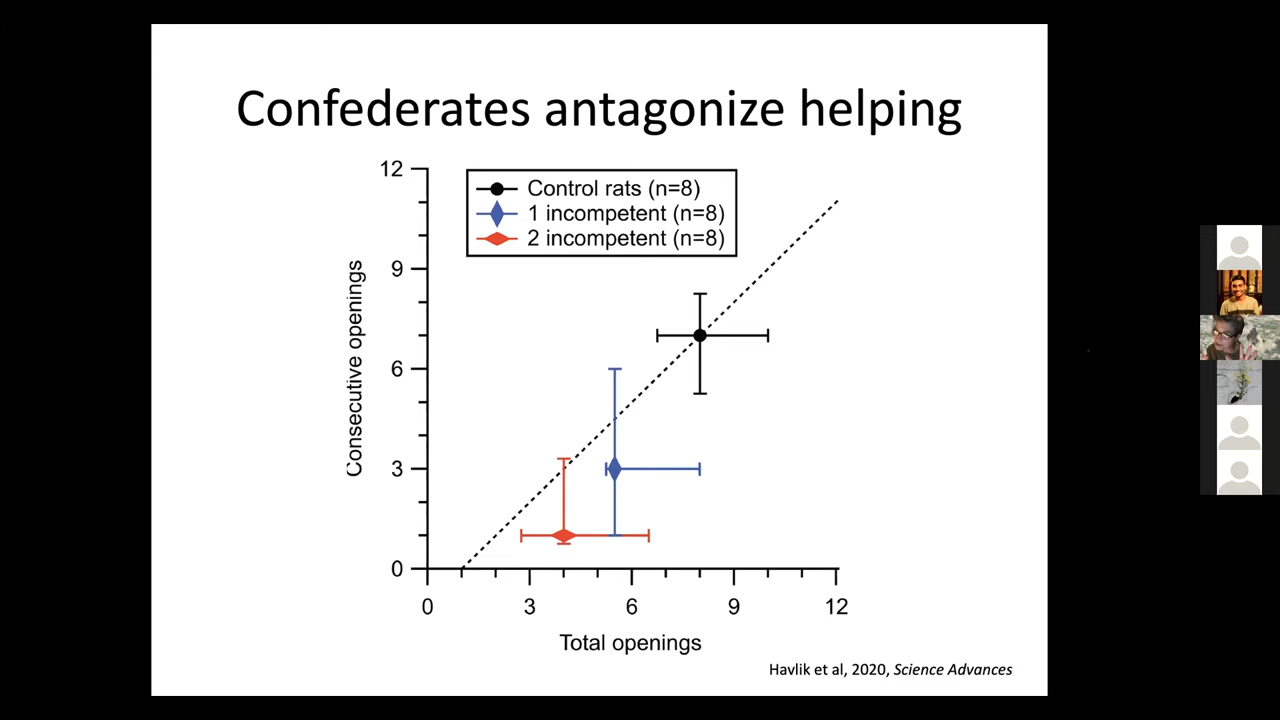 Confederates antagonize helping
12
Control rats (n=8)
1 incompetent (n=8)
2 incompetent (n=8)
9
6
3
0
Consecutive openings
0 3 6 9 12
Total openings
Havlik et al, 2020, Science Advances